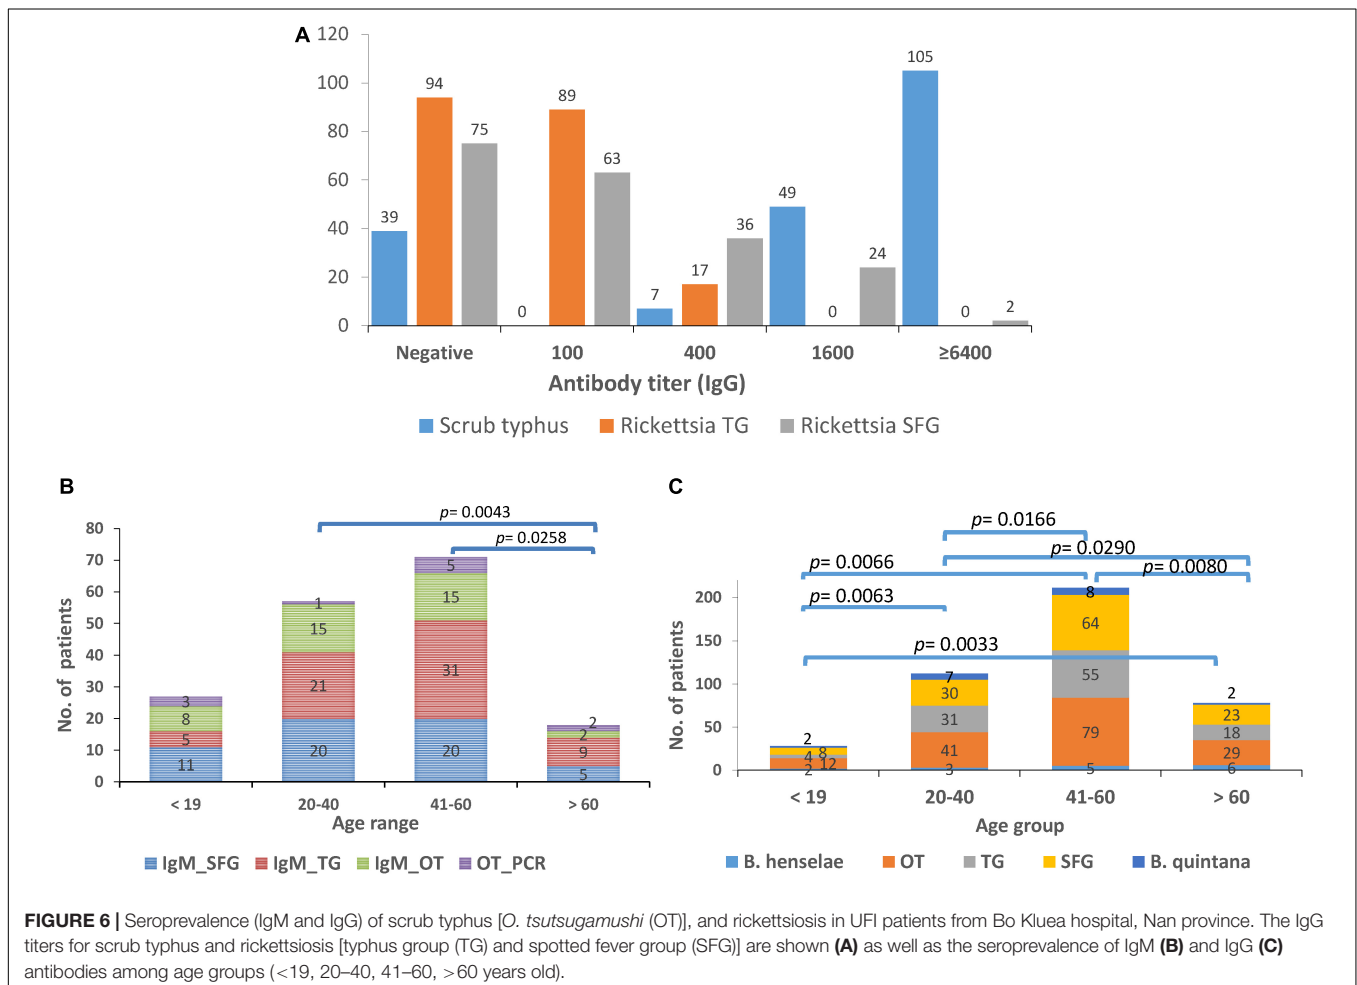 A
120
100
80
60
40
20
0
39
94
75
0
89
63
7
17
36
49
0
24
105
0
2
Negative
100
400
1600
≥6400
Antibody titer (IgG)
Scrub typhus
Rickettsia TG
Rickettsia SFG
B
p= 0.0043
p= 0.0258
No. of patients
80
70
60
50
40
30
20
10
0
3
8
5
11
1
15
21
20
5
15
31
20
2
2
9
5
< 19
20-40
41-60
> 60
Age range
IgM_SFG
IgM_TG
IgM_OT
OT_PCR
C
p= 0.0166
p= 0.0290
p= 0.0066
p= 0.0080
p= 0.0063
p= 0.0033
No. of patients
200
150
100
50
0
2
8
4
12
2
7
30
31
41
3
8
64
55
79
5
2
23
18
29
6
< 19
20-40
41-60
> 60
Age group
B. henselae
OT
TG
SFG
B. quintana
FIGURE 6 | Seroprevalence (IgM and IgG) of scrub typhus [O. tsutsugamushi (OT)], and rickettsiosis in UFI patients from Bo Kluea hospital, Nan province. The IgG
titers for scrub typhus and rickettsiosis [typhus group (TG) and spotted fever group (SFG)] are shown (A) as well as the seroprevalence of IgM (B) and IgG (C)
antibodies among age groups (<19, 20–40, 41–60, >60 years old).